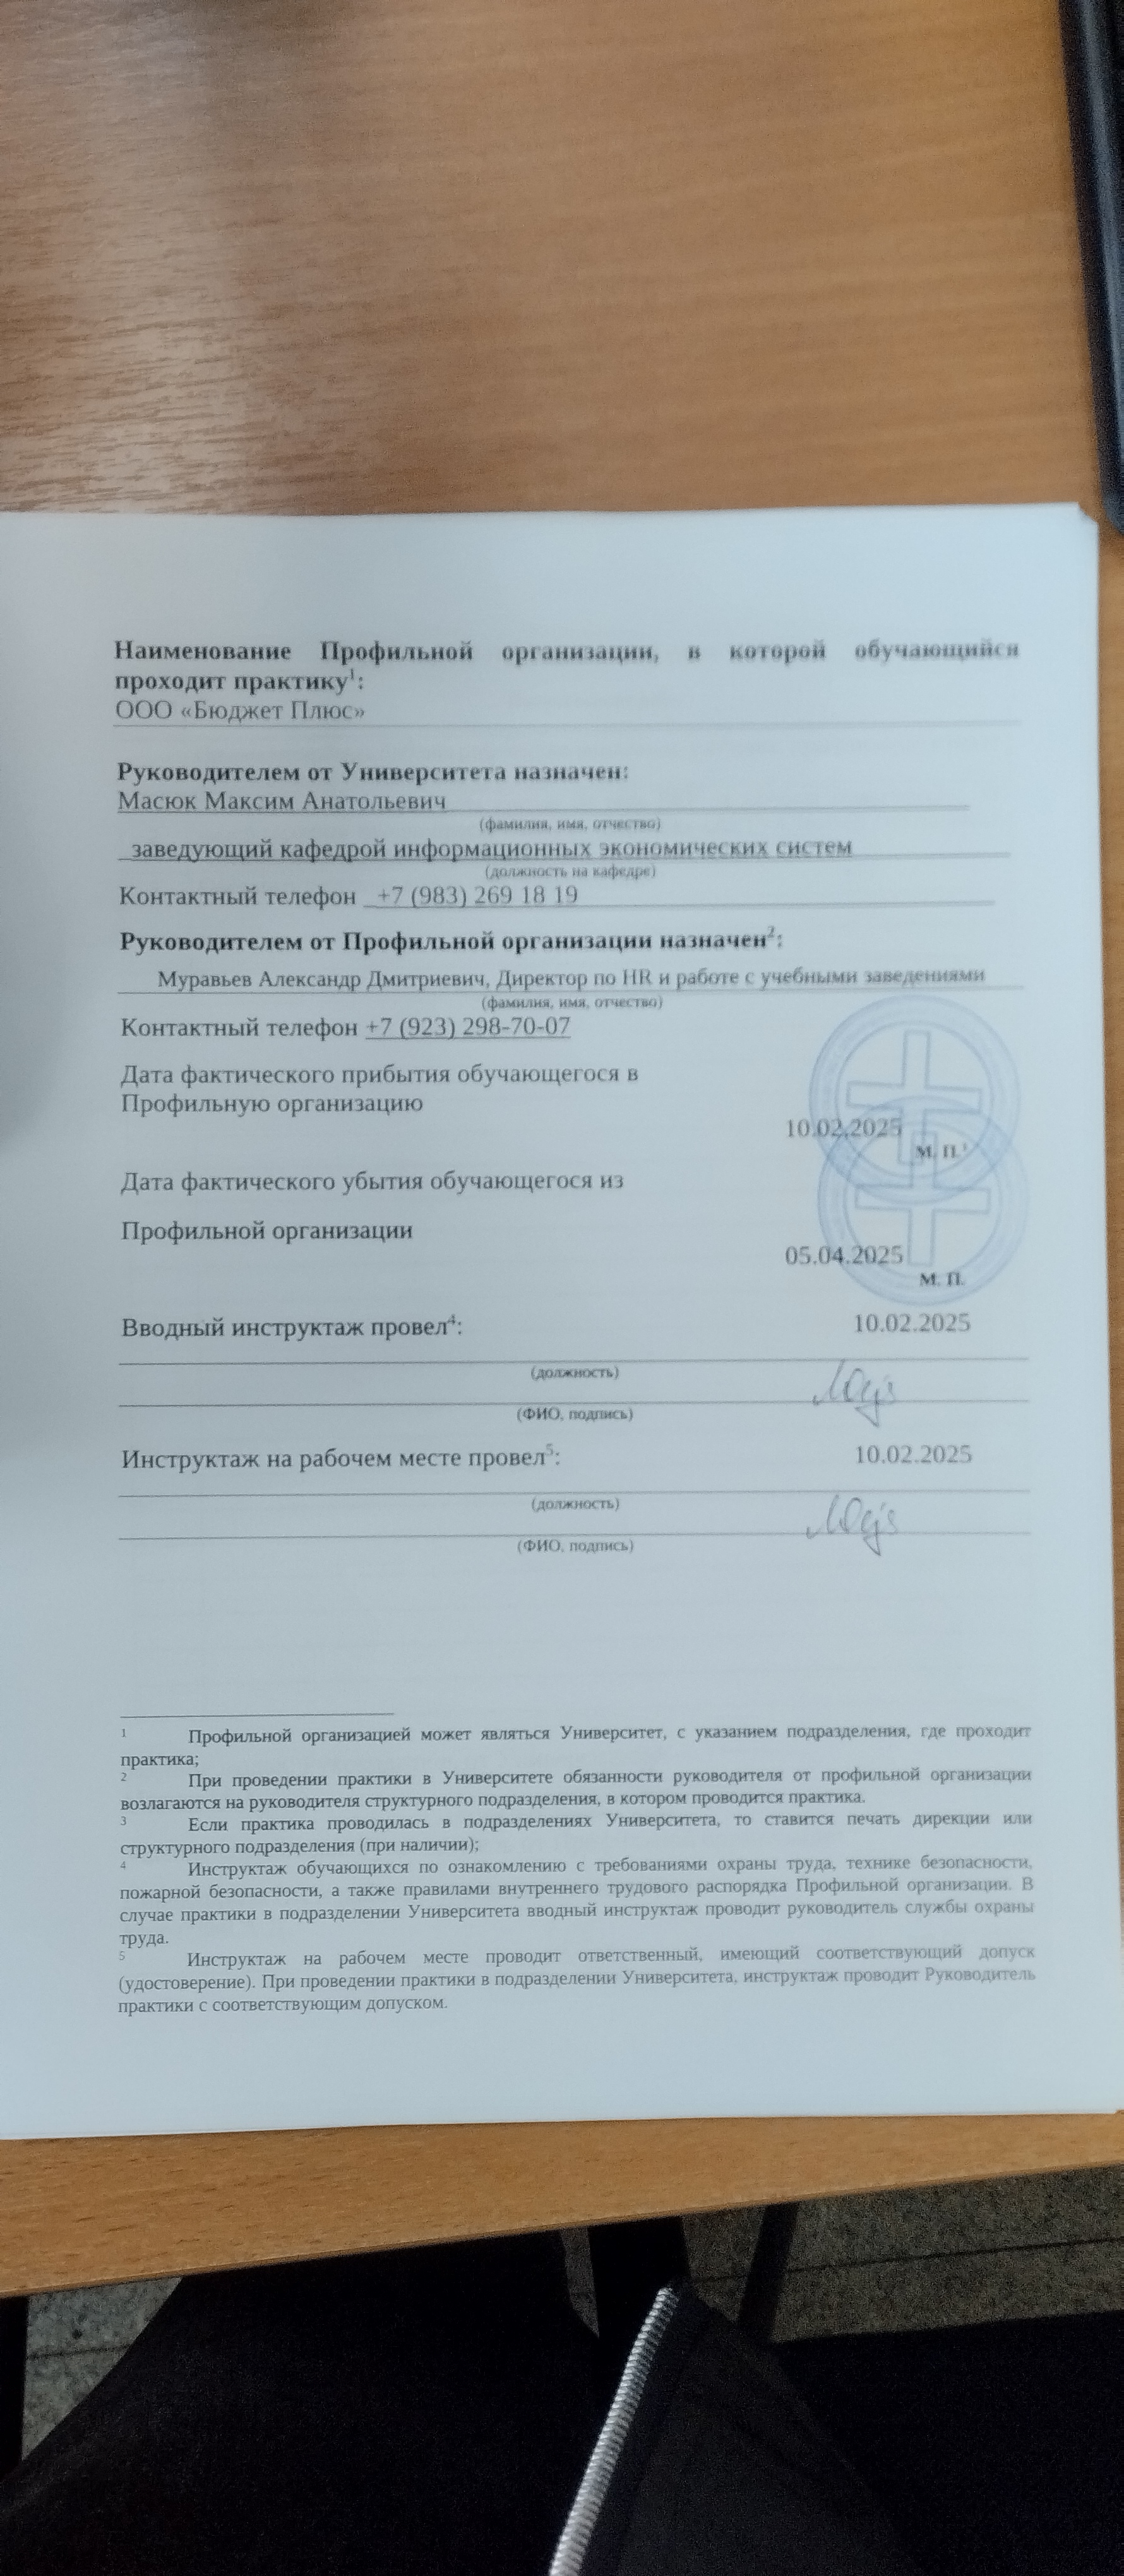 Наименование Профильной организации, в которой обучающийся
проходит практику1:
ООО «Бюджет Плюс»
Руководителем от Университета назначен:
Масюк Максим Анатольевич
(фамилия, имя, отчество)
заведующий кафедрой информационных экономических систем
(должность на кафедре)
Контактный телефон +7 (983) 269 18 19
Руководителем от Профильной организации назначен2:
Муравьев Александр Дмитриевич, Директор по HR и работе с учебными заведениями
(фамилия, имя, отчество)
Контактный телефон +7 (923) 298-70-07
Дата фактического прибытия обучающегося в
Профильную организацию
10.02.2025
М. П.3
Дата фактического убытия обучающегося из
Профильной организации
05.04.2025
М. П.
Вводный инструктаж провел4: 10.02.2025
(должность)
(ФИО, подпись)
Инструктаж на рабочем месте провел5: 10.02.2025
(должность)
(ФИО, подпись)
1 Профильной организацией может являться Университет, с указанием подразделения, где проходит
практика;
2 При проведении практики в Университете обязанности руководителя от профильной организации
возлагаются на руководителя структурного подразделения, в котором проводится практика.
3 Если практика проводилась в подразделениях Университета, то ставится печать дирекции или
структурного подразделения (при наличии);
4 Инструктаж обучающихся по ознакомлению с требованиями охраны труда, технике безопасности,
пожарной безопасности, а также правилами внутреннего трудового распорядка Профильной организации. В
случае практики в подразделении Университета вводный инструктаж проводит руководитель службы охраны
труда.
5 Инструктаж на рабочем месте проводит ответственный, имеющий соответствующий допуск
(удостоверение). При проведении практики в подразделении Университета, инструктаж проводит Руководитель
практики с соответствующим допуском.